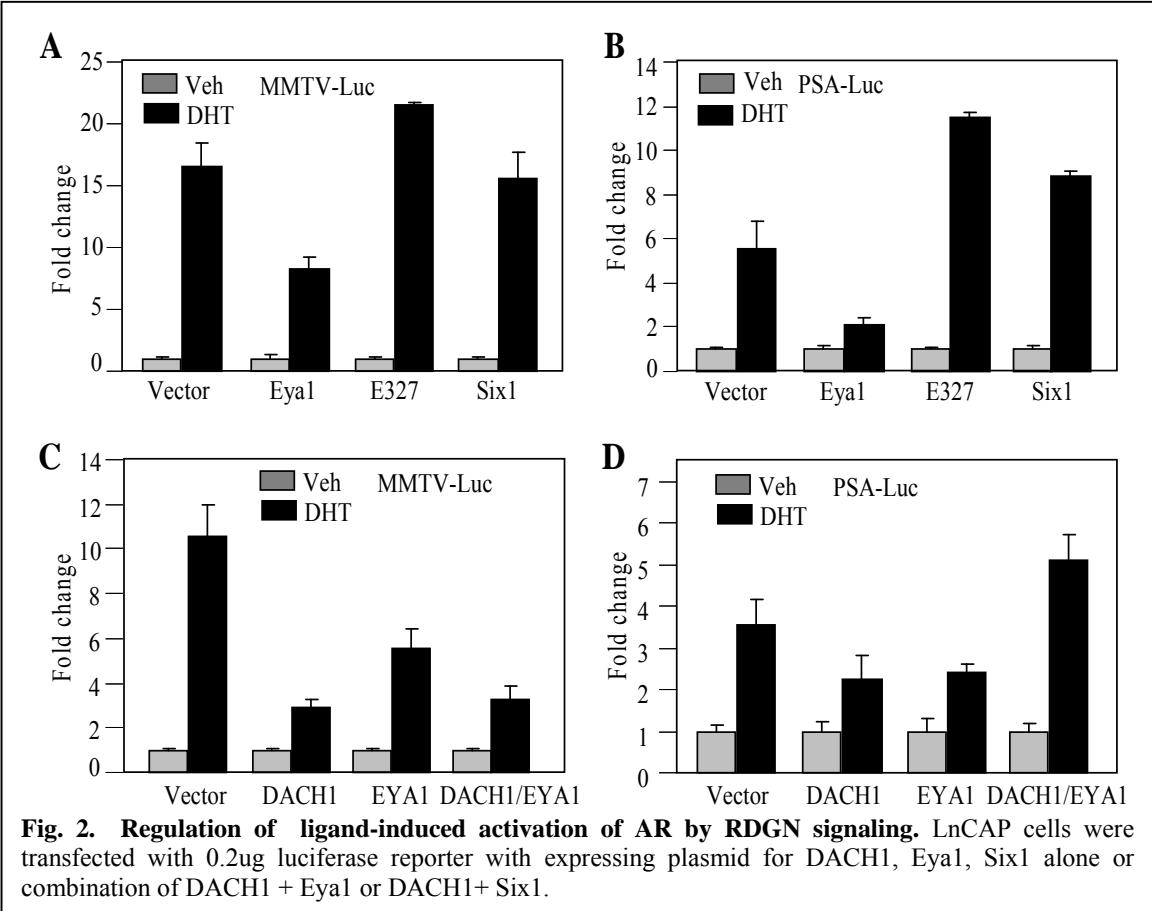 A
25
20
15
10
5
0
Fold change
Veh MMTV-Luc
DHT
Vector Eya1 E327 Six1
B
14
12
10
8
6
4
2
0
Fold change
Veh PSA-Luc
DHT
Vector Eya1 E327 Six1
C
14
12
10
8
6
4
2
0
Fold change
Veh MMTV-Luc
DHT
Vector DACH1 EYA1 DACH1/EYA1
D
7
6
5
4
3
2
1
0
Fold change
Veh PSA-Luc
DHT
Vector DACH1 EYA1 DACH1/EYA1
Fig. 2. Regulation of ligand-induced activation of AR by RDGN signaling. LnCAP cells were
transfected with 0.2ug luciferase reporter with expressing plasmid for DACH1, Eya1, Six1 alone or
combination of DACH1 + Eya1 or DACH1+ Six1.